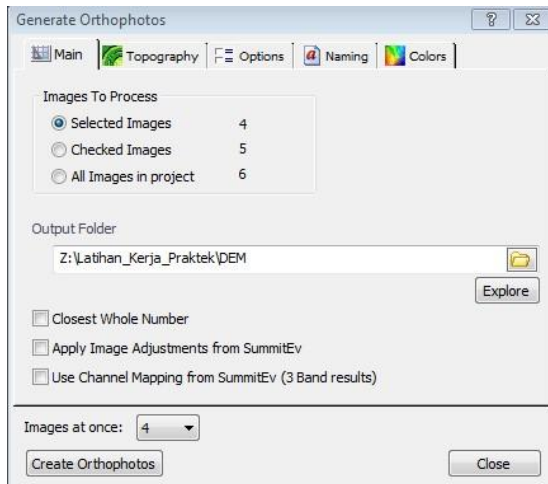 Generate Orthophotos
Main Topography Options Naming Colors
Images To Process
Selected Images 4
Checked Images 5
All Images in project 6
Output Folder
Z:\Latihan_Kerja_Praktek\DEM
Explore
Closest Whole Number
Apply Image Adjustments from SummitEv
Use Channel Mapping from SummitEv (3 Band results)
Images at once: 4
Create Orthophotos Close